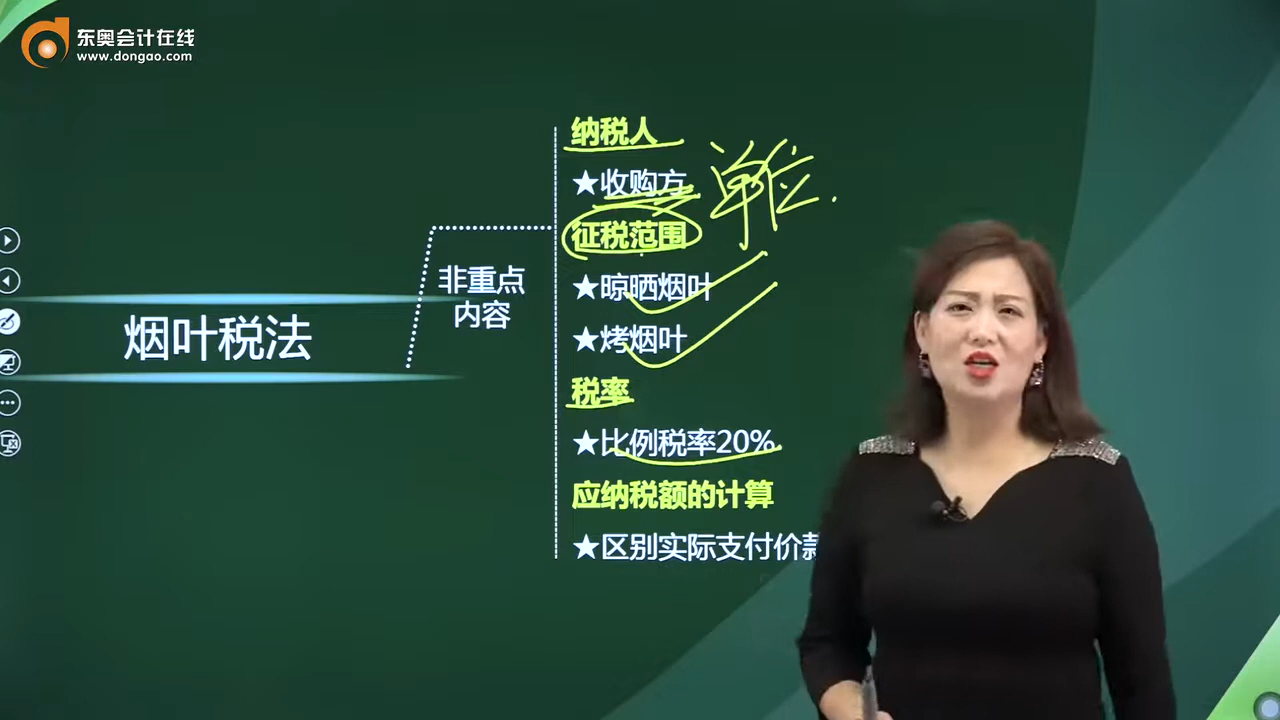 东奥会计在线
www.dongao.com
纳税人
★收购方
单位.
征税范围
★晾晒烟叶
★烤烟叶
非重点
内容
烟叶税法
税率
★比例税率20%
应纳税额的计算
★区别实际支付价款